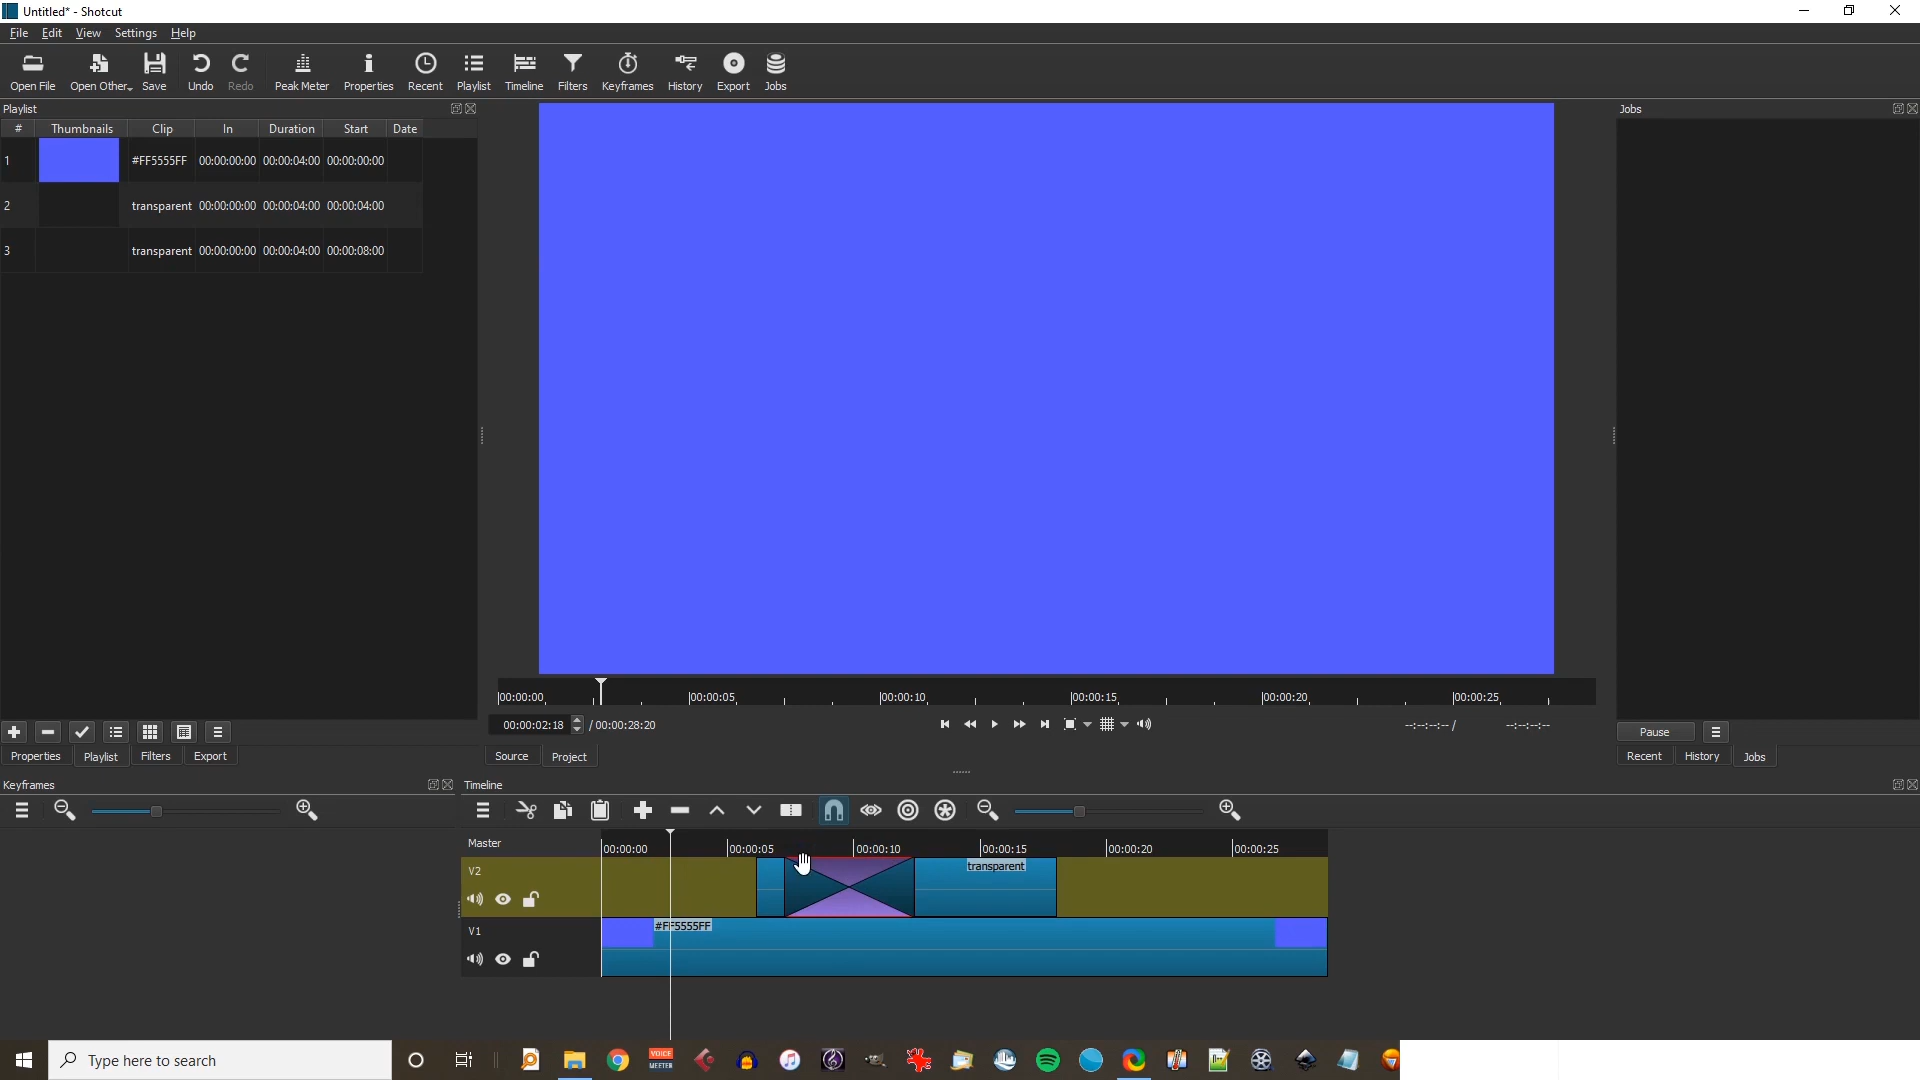 Untitled* - Shotcut
File Edit View Settings Help
Open File Open Other... Save Undo Redo Peak Meter Properties Recent Playlist Timeline Filters Keyframes History Export Jobs
Playlist
# Thumbnails Clip In Duration Start Date
1 #FF5555FF 00:00:00:00 00:00:04:00 00:00:00:00
2 transparent 00:00:00:00 00:00:04:00 00:00:04:00
3 transparent 00:00:00:00 00:00:04:00 00:00:08:00
Jobs
00:00:00 00:00:05 00:00:10 00:00:15 00:00:20 00:00:25
00:00:02:18 / 00:00:28:20 --:--:--:-- / --:--:--:--
Pause
Properties Playlist Filters Export
Source Project
Recent History Jobs
Keyframes
Timeline
Master 00:00:00 00:00:05 00:00:10 00:00:15 00:00:20 00:00:25
V2 transparent
V1 #FF5555FF
Type here to search
VOICE
MEETER